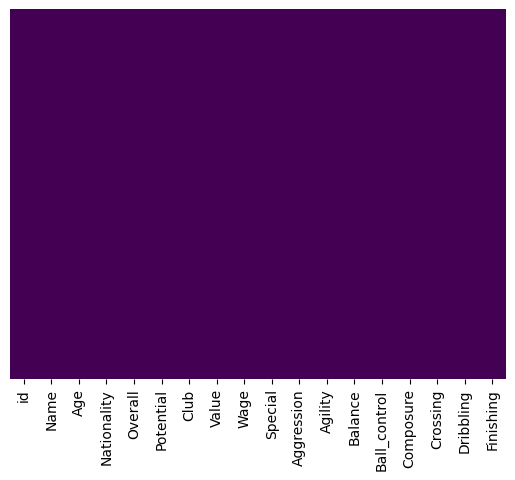 id
Name
Age
Nationality
Overall
Potential
Club
Value
Wage
Special
Aggression
Agility
Balance
Ball_control
Composure
Crossing
Dribbling
Finishing